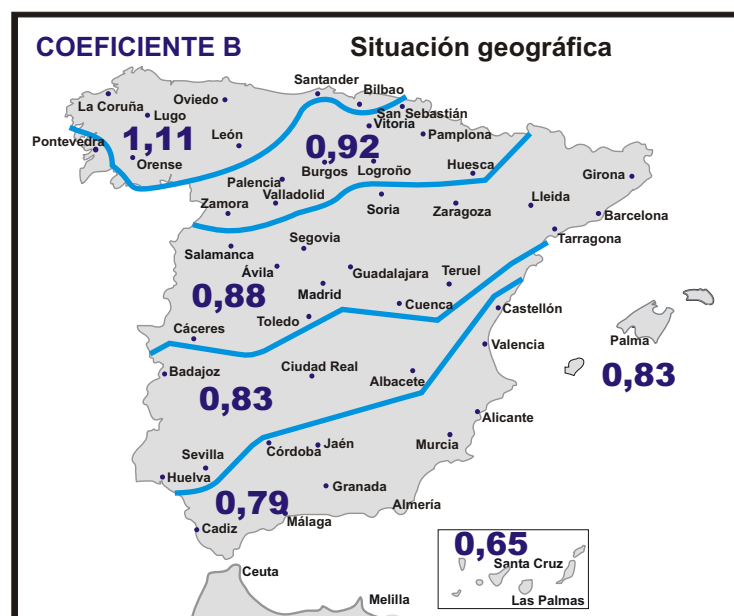 COEFICIENTE B
Situación geográfica
Santander
Bilbao
La Coruña
Oviedo
San Sebastián
Lugo
Vitoria
Pontevedra
1,11
León
0,92
Pamplona
Orense
Burgos
Logroño
Huesca
Girona
Palencia
Valladolid
Zamora
Soria
Zaragoza
Lleida
Barcelona
Tarragona
Segovia
Salamanca
Ávila
Guadalajara
Teruel
0,88
Madrid
Cuenca
Castellón
Toledo
Cáceres
Palma
Valencia
Badajoz
Ciudad Real
Albacete
0,83
0,83
Alicante
Murcia
Córdoba
Jaén
Sevilla
Huelva
Granada
0,79
Almería
Málaga
Cadiz
0,65
Santa Cruz
Las Palmas
Ceuta
Melilla